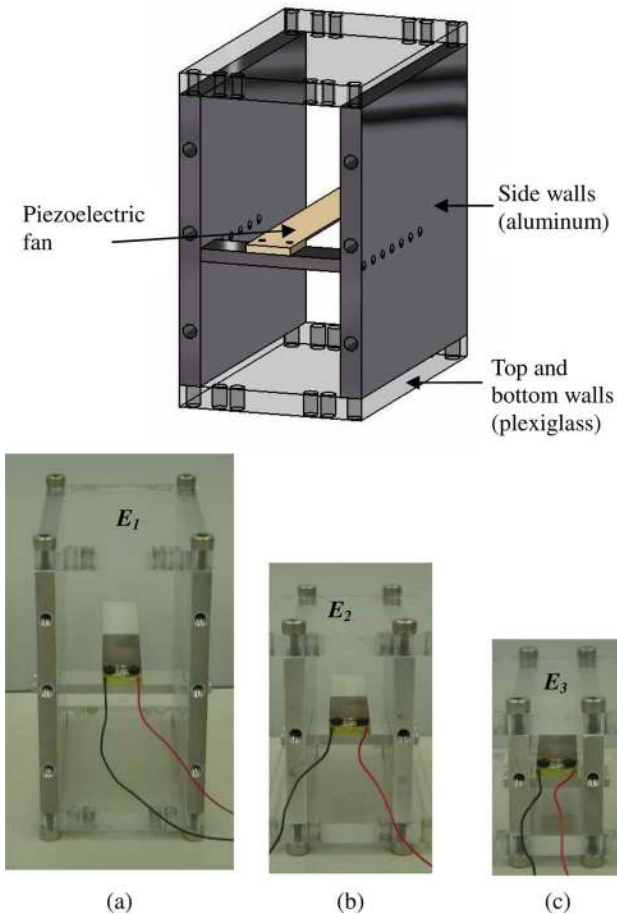 Piezoelectric
fan
Side walls
(aluminum)
Top and
bottom walls
(plexiglass)
E1
E2
E3
(a)
(b)
(c)